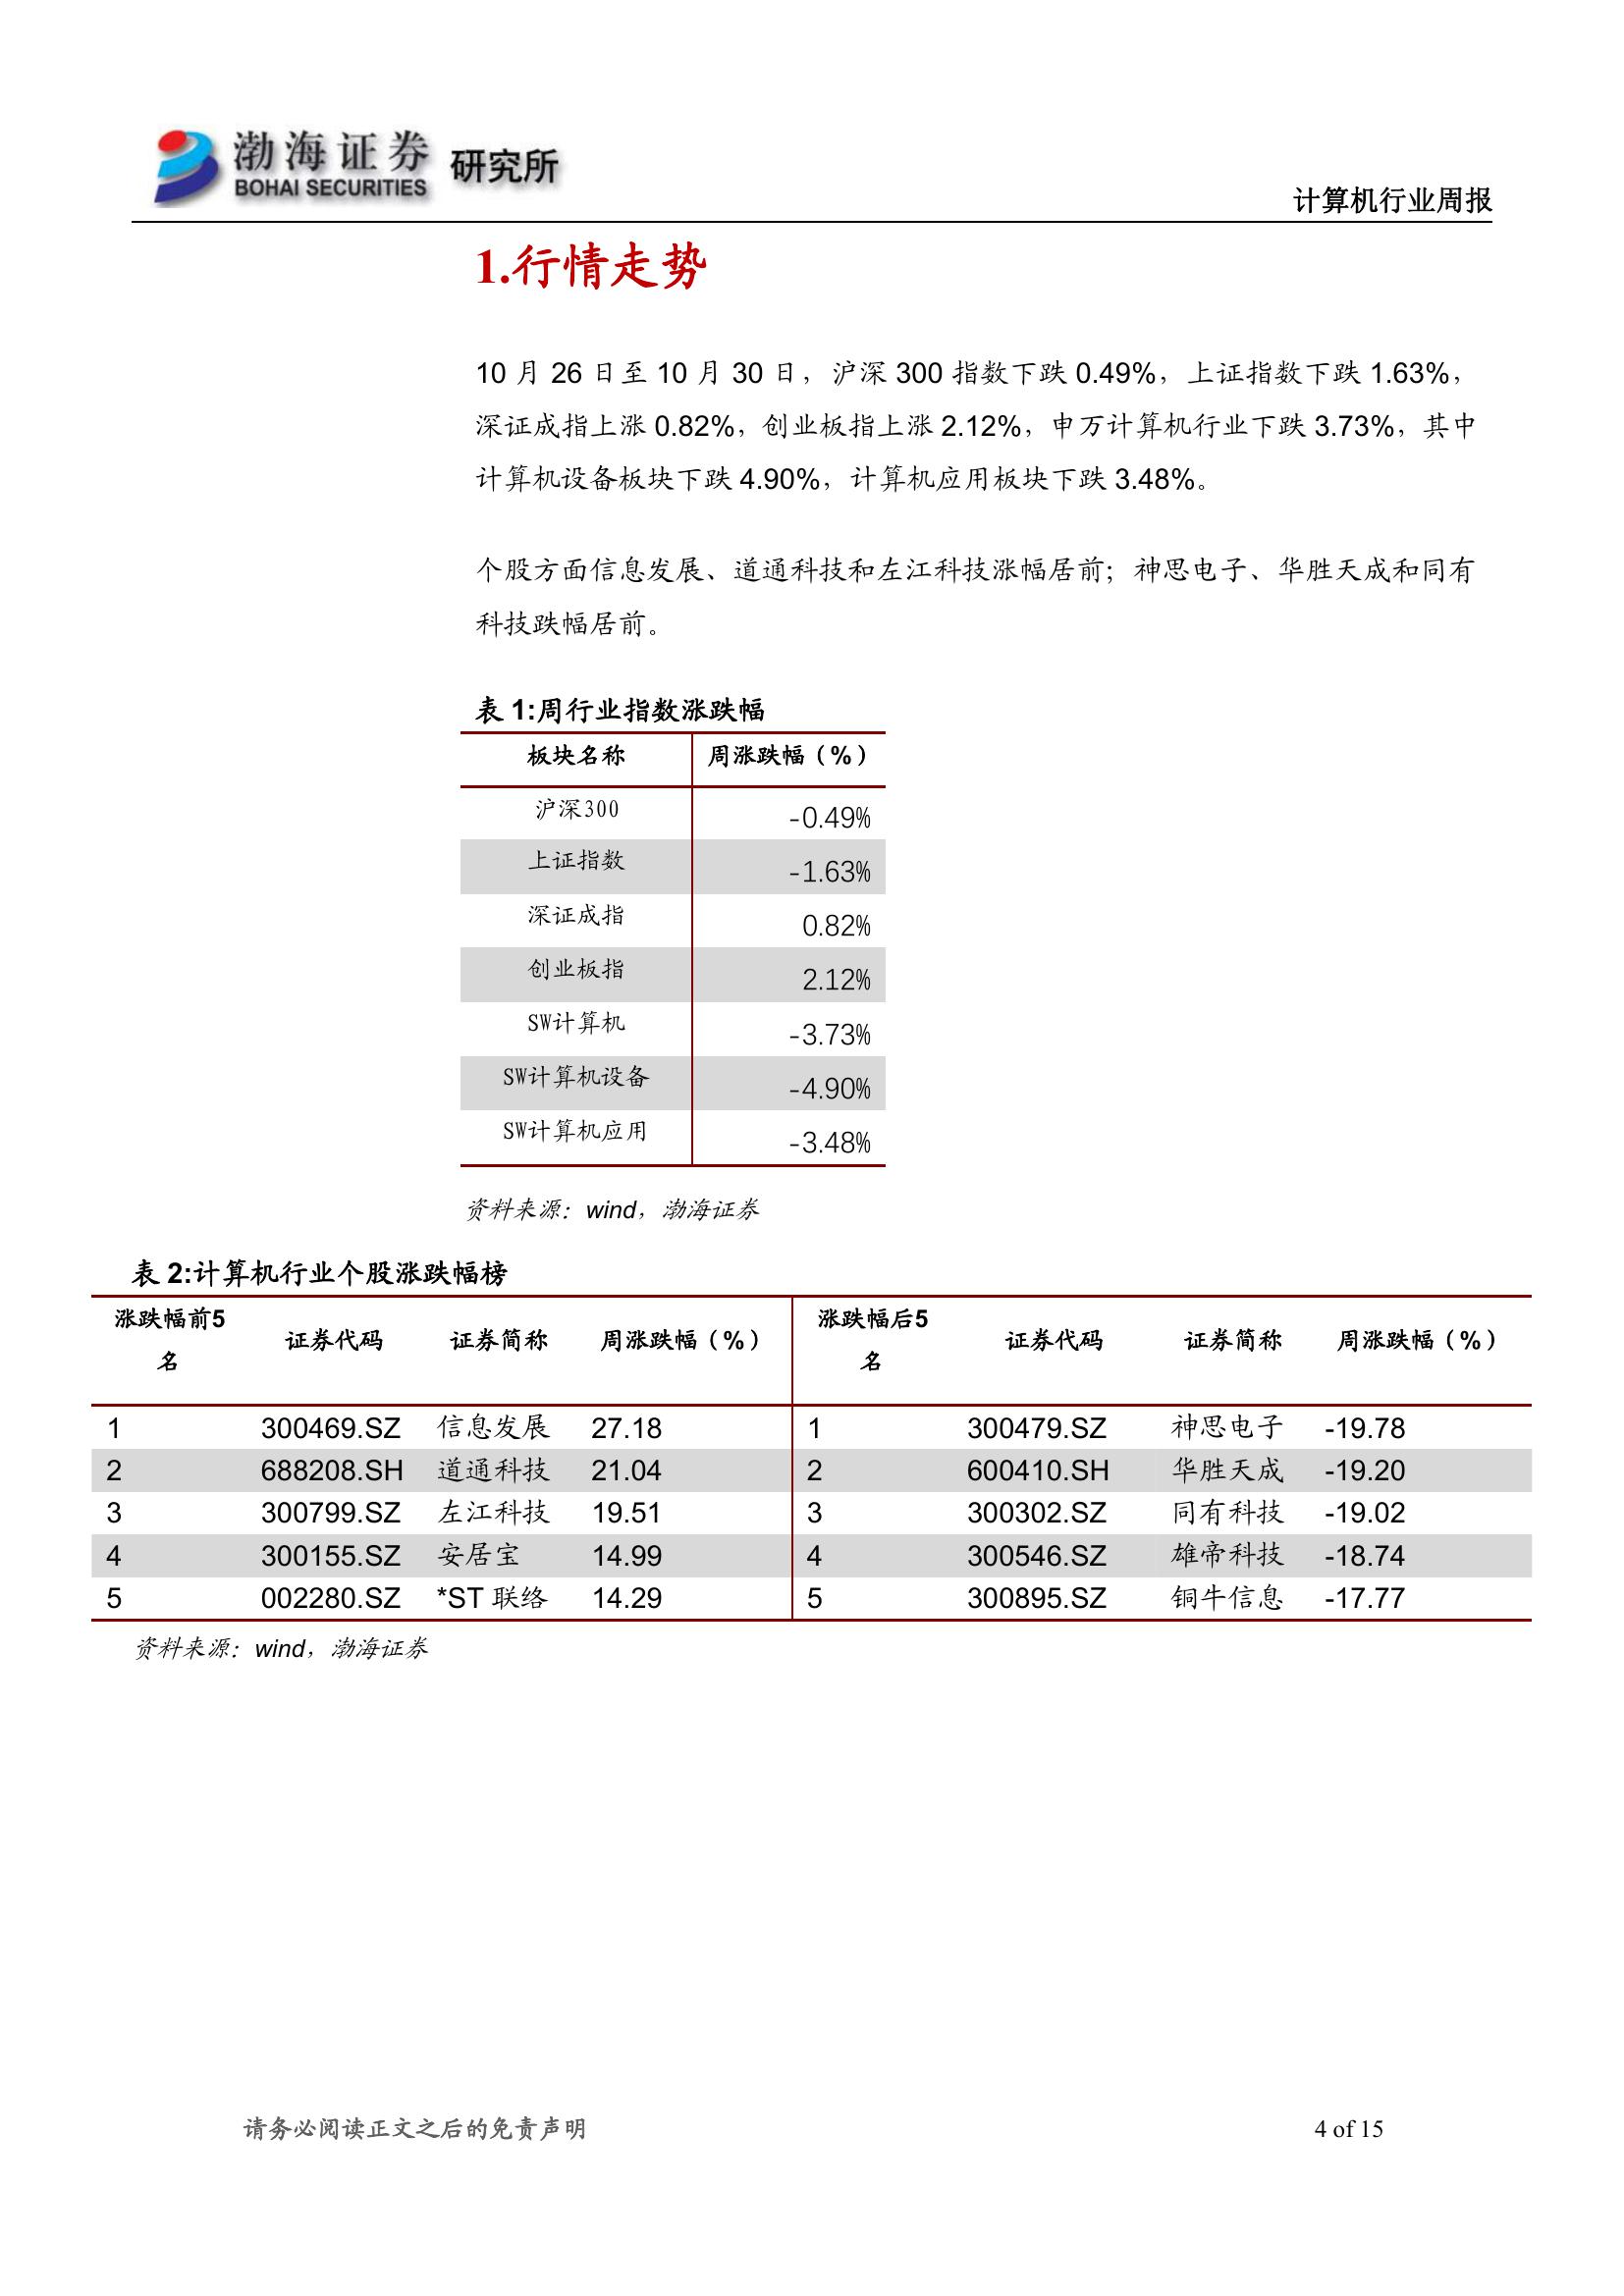 渤海证券 研究所
BOHAI SECURITIES
计算机行业周报
1.行情走势
10 月 26 日至 10 月 30 日，沪深 300 指数下跌 0.49%，上证指数下跌 1.63%，
深证成指上涨 0.82%，创业板指上涨 2.12%，申万计算机行业下跌 3.73%，其中
计算机设备板块下跌 4.90%，计算机应用板块下跌 3.48%。
个股方面信息发展、道通科技和左江科技涨幅居前；神思电子、华胜天成和同有
科技跌幅居前。
表 1:周行业指数涨跌幅
板块名称 周涨跌幅（%）
沪深300 -0.49%
上证指数 -1.63%
深证成指 0.82%
创业板指 2.12%
SW计算机 -3.73%
SW计算机设备 -4.90%
SW计算机应用 -3.48%
资料来源：wind，渤海证券
表 2:计算机行业个股涨跌幅榜
涨跌幅前5名 证券代码 证券简称 周涨跌幅（%） 涨跌幅后5名 证券代码 证券简称 周涨跌幅（%）
1 300469.SZ 信息发展 27.18 1 300479.SZ 神思电子 -19.78
2 688208.SH 道通科技 21.04 2 600410.SH 华胜天成 -19.20
3 300799.SZ 左江科技 19.51 3 300302.SZ 同有科技 -19.02
4 300155.SZ 安居宝 14.99 4 300546.SZ 雄帝科技 -18.74
5 002280.SZ *ST 联络 14.29 5 300895.SZ 铜牛信息 -17.77
资料来源：wind，渤海证券
请务必阅读正文之后的免责声明 4 of 15